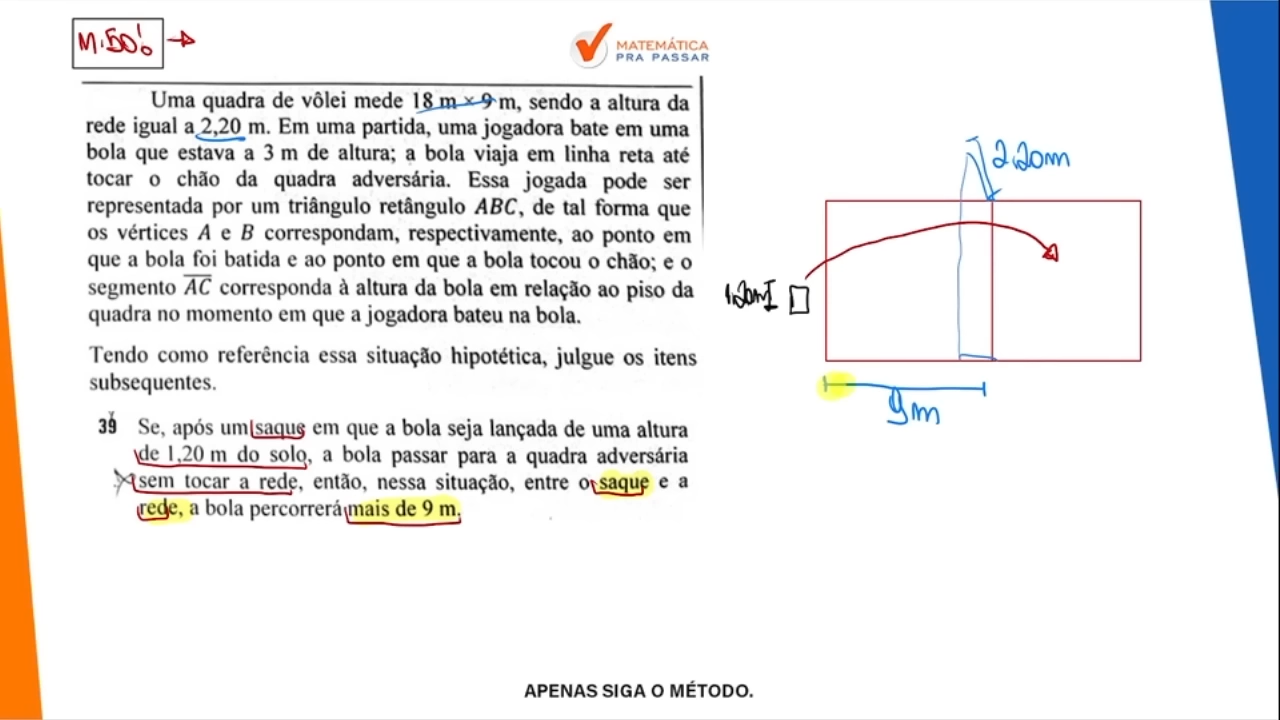 M.50!
MATEMÁTICA
PRA PASSAR
Uma quadra de vôlei mede 18 m × 9 m, sendo a altura da
rede igual a 2,20 m. Em uma partida, uma jogadora bate em uma
bola que estava a 3 m de altura; a bola viaja em linha reta até
tocar o chão da quadra adversária. Essa jogada pode ser
representada por um triângulo retângulo ABC, de tal forma que
os vértices A e B correspondam, respectivamente, ao ponto em
que a bola foi batida e ao ponto em que a bola tocou o chão; e o
segmento AC corresponda à altura da bola em relação ao piso da
quadra no momento em que a jogadora bateu na bola.
Tendo como referência essa situação hipotética, julgue os itens
subsequentes.
39 Se, após um saque em que a bola seja lançada de uma altura
de 1,20 m do solo, a bola passar para a quadra adversária
sem tocar a rede, então, nessa situação, entre o saque e a
rede, a bola percorrerá mais de 9 m.
2,20m
1,20m
9m
APENAS SIGA O MÉTODO.